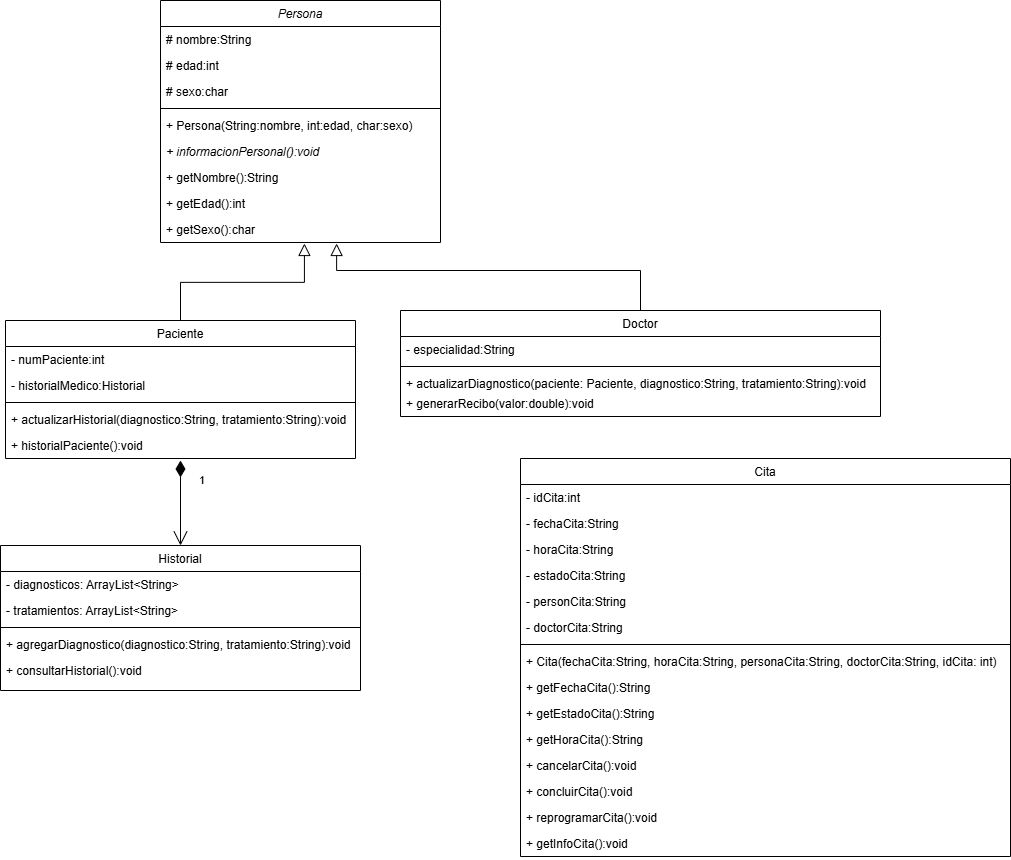 Persona
# nombre:String
# edad:int
# sexo:char
+ Persona(String:nombre, int:edad, char:sexo)
+ informacionPersonal():void
+ getNombre():String
+ getEdad():int
+ getSexo():char
Paciente
- numPaciente:int
- historialMedico:Historial
+ actualizarHistorial(diagnostico:String, tratamiento:String):void
+ historialPaciente():void
1
Doctor
- especialidad:String
+ actualizarDiagnostico(paciente: Paciente, diagnostico:String, tratamiento:String):void
+ generarRecibo(valor:double):void
Historial
- diagnosticos: ArrayList<String>
- tratamientos: ArrayList<String>
+ agregarDiagnostico(diagnostico:String, tratamiento:String):void
+ consultarHistorial():void
Cita
- idCita:int
- fechaCita:String
- horaCita:String
- estadoCita:String
- personCita:String
- doctorCita:String
+ Cita(fechaCita:String, horaCita:String, personaCita:String, doctorCita:String, idCita: int)
+ getFechaCita():String
+ getEstadoCita():String
+ getHoraCita():String
+ cancelarCita():void
+ concluirCita():void
+ reprogramarCita():void
+ getInfoCita():void